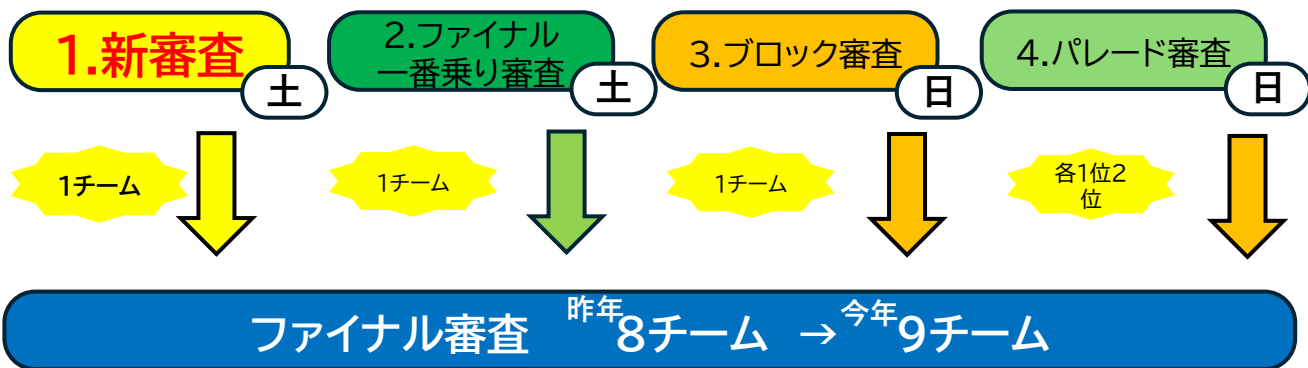 1.新審査
土
2.ファイナル
一番乗り審査
土
3.ブロック審査
日
4.パレード審査
日
1チーム
1チーム
1チーム
各1位2
位
ファイナル審査 昨年8チーム → 今年9チーム